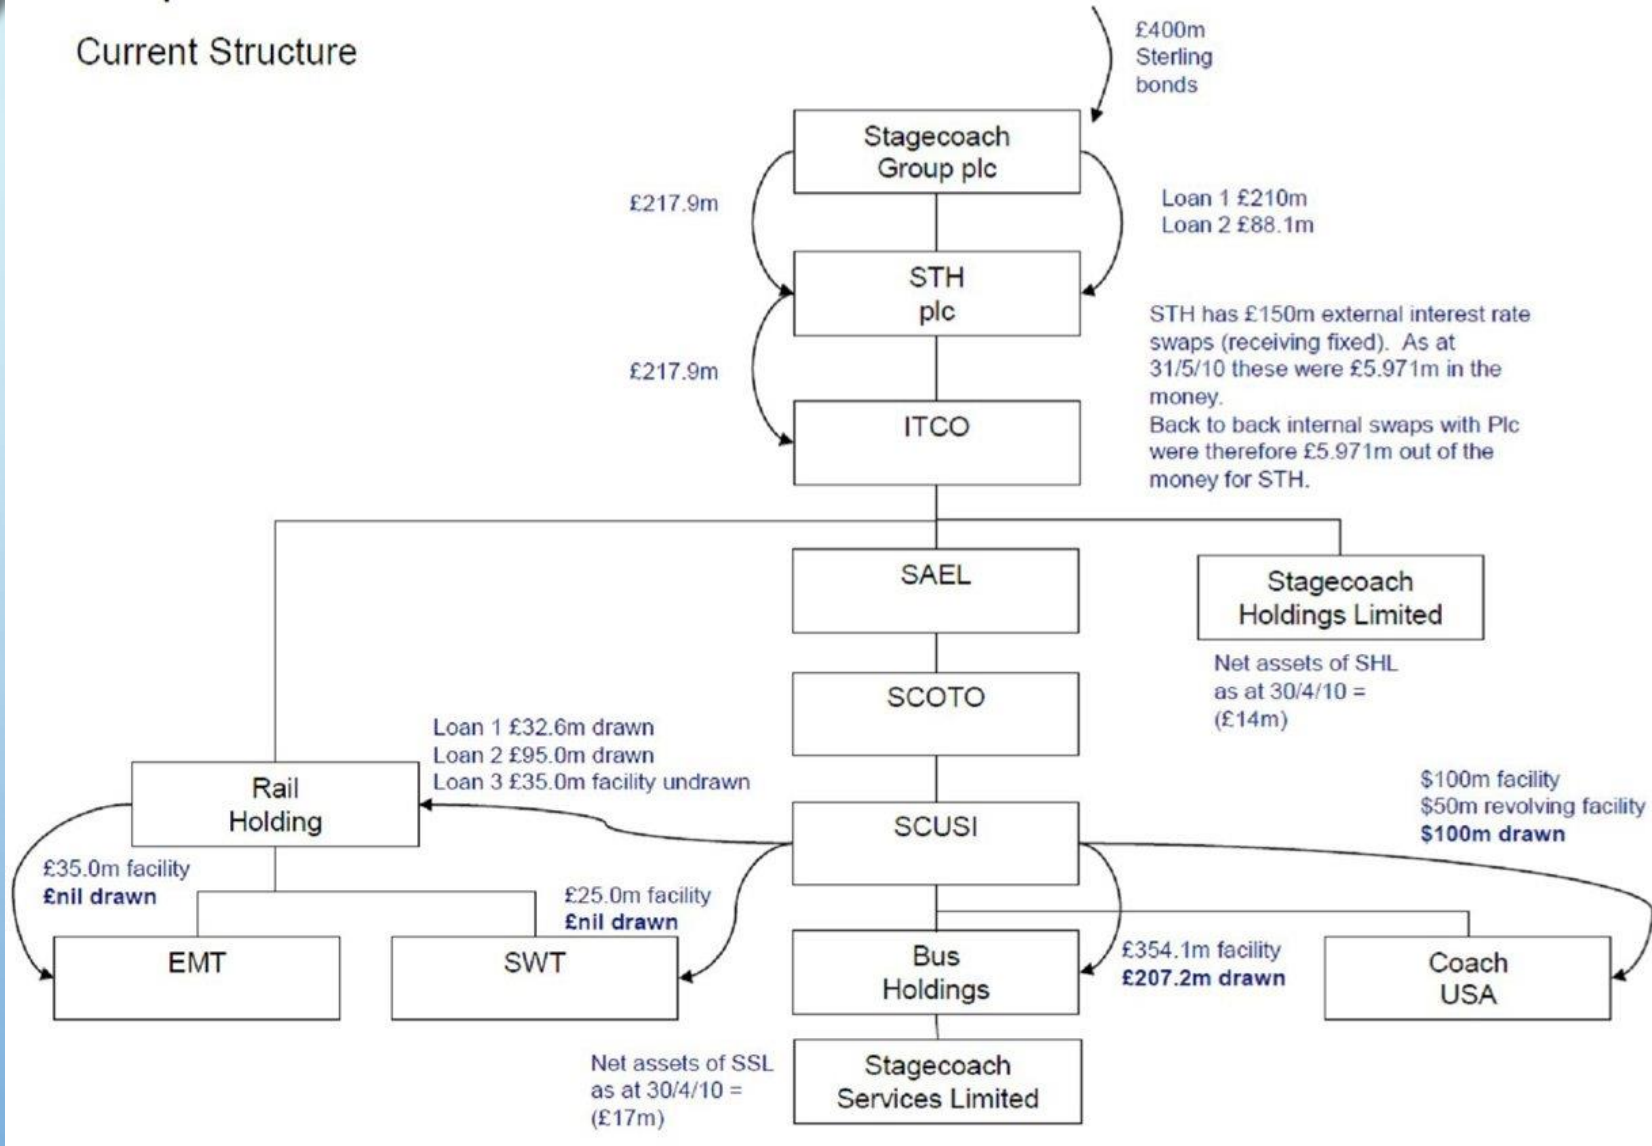 Current Structure
£400m
Sterling
bonds
Stagecoach
Group plc
£217.9m
Loan 1 £210m
Loan 2 £88.1m
STH
plc
STH has £150m external interest rate
swaps (receiving fixed). As at
31/5/10 these were £5.971m in the
money.
Back to back internal swaps with Plc
were therefore £5.971m out of the
money for STH.
£217.9m
ITCO
SAEL
Stagecoach
Holdings Limited
Net assets of SHL
as at 30/4/10 =
(£14m)
SCOTO
Loan 1 £32.6m drawn
Loan 2 £95.0m drawn
Loan 3 £35.0m facility undrawn
Rail
Holding
SCUSI
$100m facility
$50m revolving facility
$100m drawn
£35.0m facility
£nil drawn
£25.0m facility
£nil drawn
EMT
SWT
Bus
Holdings
£354.1m facility
£207.2m drawn
Coach
USA
Net assets of SSL
as at 30/4/10 =
(£17m)
Stagecoach
Services Limited